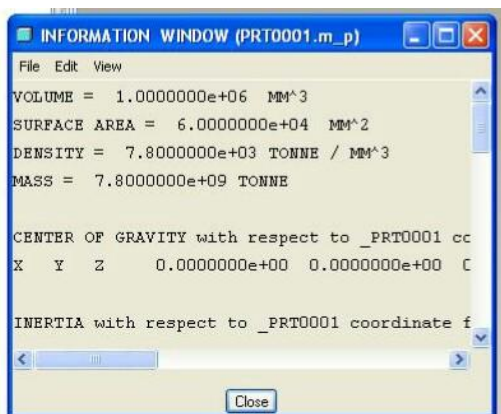 INFORMATION WINDOW (PRT0001.m_p)
File Edit View
VOLUME = 1.0000000e+06 MM^3
SURFACE AREA = 6.0000000e+04 MM^2
DENSITY = 7.8000000e+03 TONNE / MM^3
MASS = 7.8000000e+09 TONNE
CENTER OF GRAVITY with respect to _PRT0001 co
X Y Z 0.0000000e+00 0.0000000e+00
INERTIA with respect to _PRT0001 coordinate f
Close